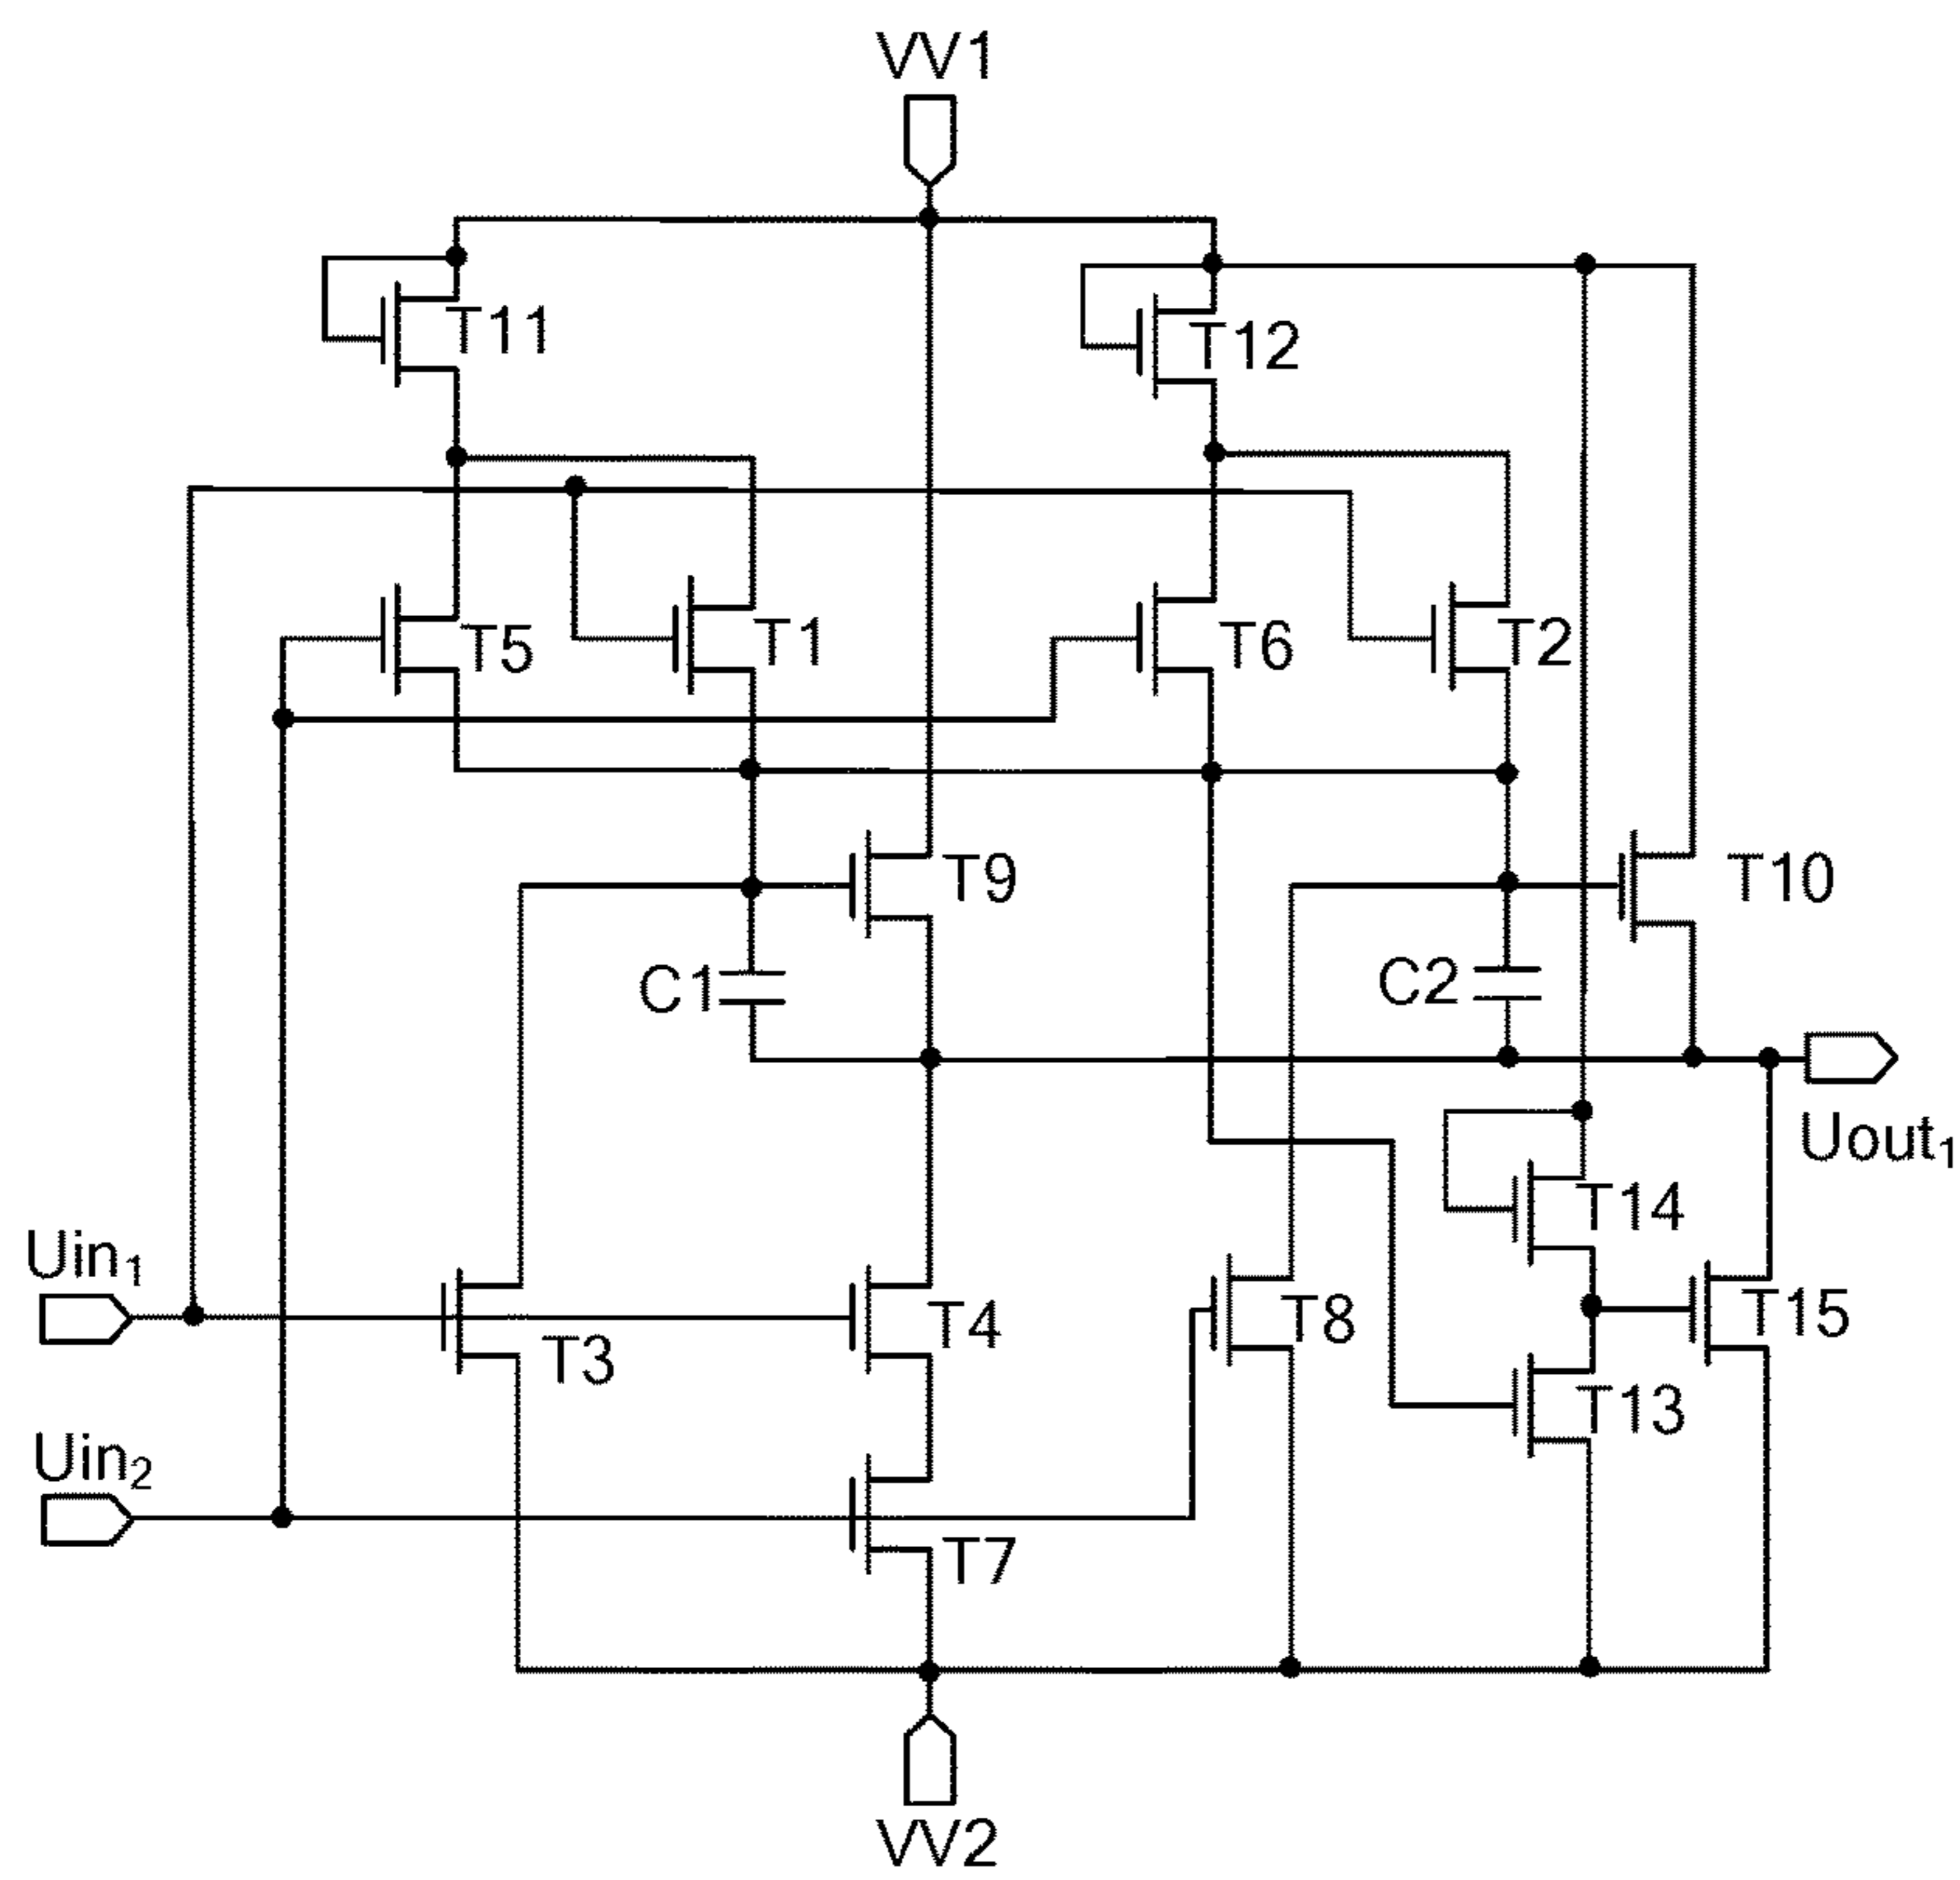 VV1
T11
T12
T5
T1
T6
T2
T9
T10
C1
C2
Uout₁
T14
Uin₁
T4
T8
T15
T3
T13
Uin₂
T7
VV2